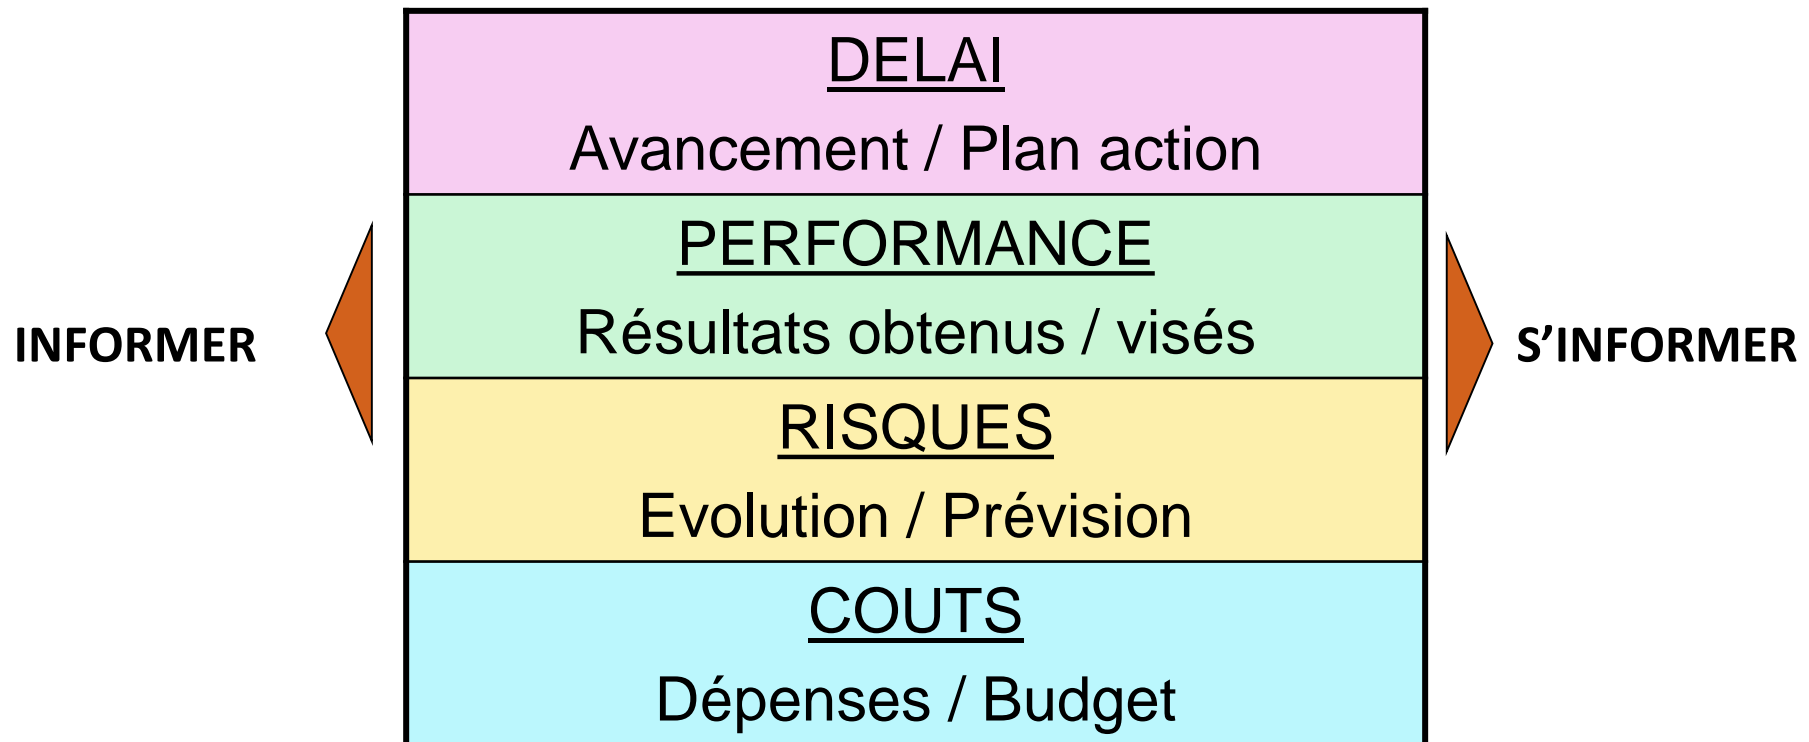 DELAI
Avancement / Plan action
PERFORMANCE
Résultats obtenus / visés
INFORMER
S’INFORMER
RISQUES
Evolution / Prévision
COUTS
Dépenses / Budget